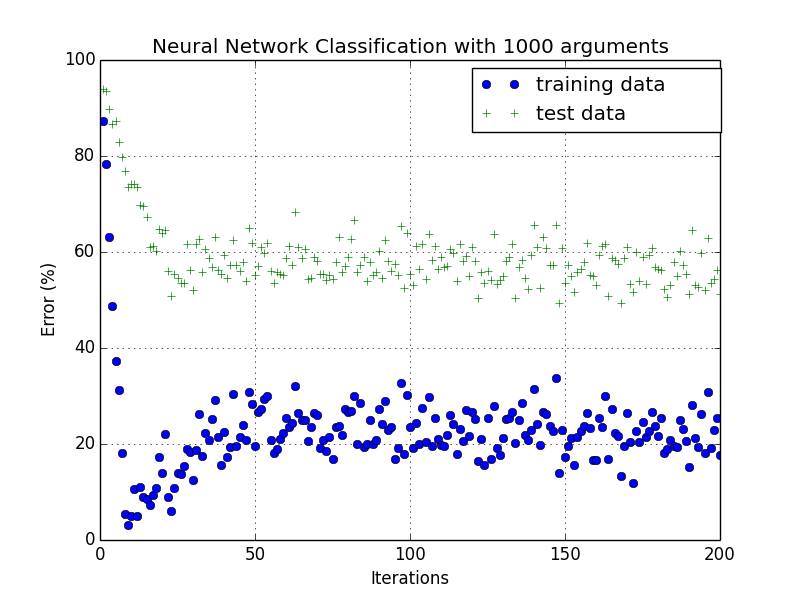 Neural Network Classification with 1000 arguments
100
80
60
40
20
0
Error (%)
training data
test data
0 50 100 150 200
Iterations